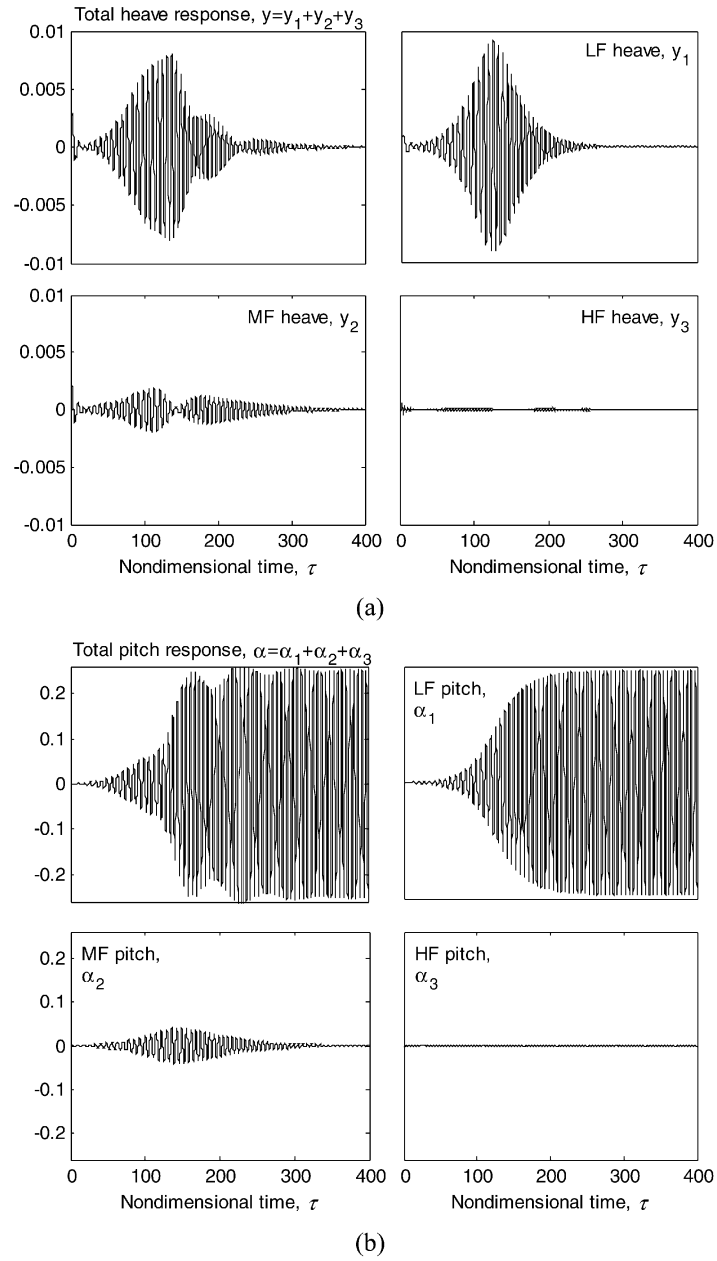 Total heave response, y=y₁+y₂+y₃
0.01
0.005
0
-0.005
-0.01
LF heave, y₁
0.01
0.005
0
-0.005
-0.01
MF heave, y₂
HF heave, y₃
0 100 200 300 400
0 100 200 300 400
Nondimensional time, τ
Nondimensional time, τ
(a)
Total pitch response, α=α₁+α₂+α₃
0.2
0.1
0
-0.1
-0.2
LF pitch,
α₁
0.2
0.1
0
-0.1
-0.2
MF pitch,
α₂
HF pitch,
α₃
0 100 200 300 400
0 100 200 300 400
Nondimensional time, τ
Nondimensional time, τ
(b)